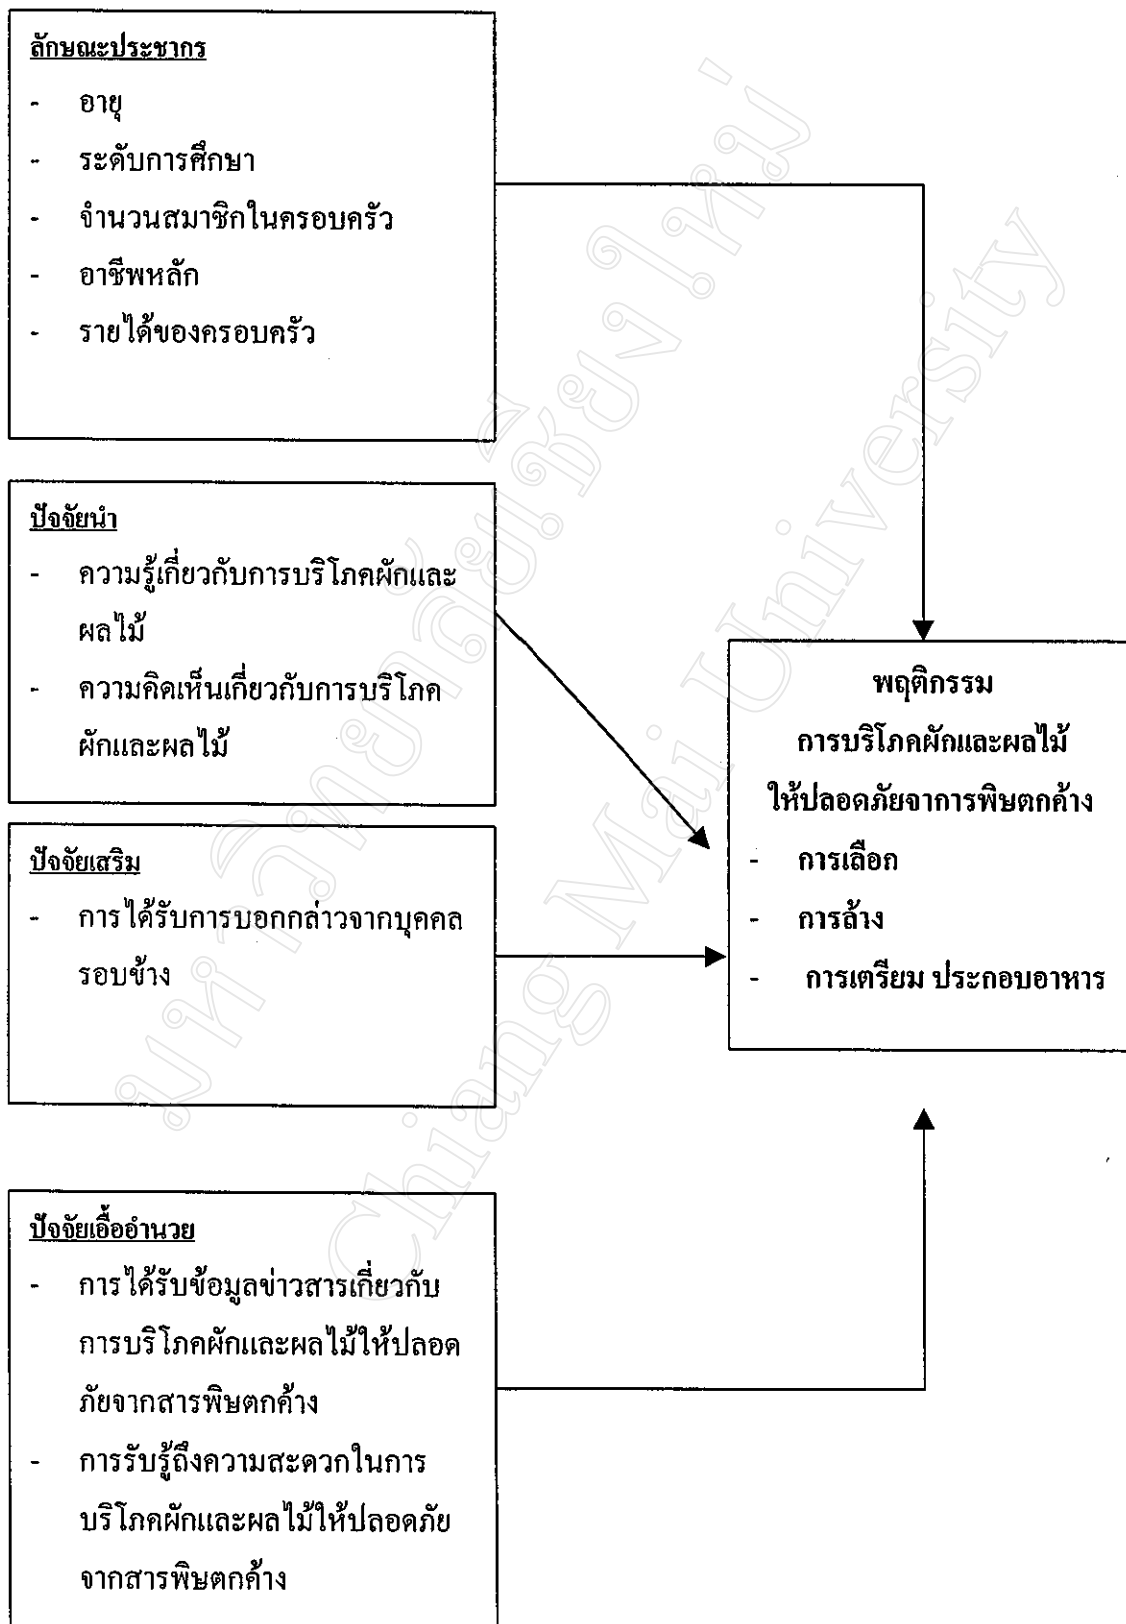 ลักษณะประชากร
- อายุ
- ระดับการศึกษา
- จำนวนสมาชิกในครอบครัว
- อาชีพหลัก
- รายได้ของครอบครัว
ปัจจัยนำ
- ความรู้เกี่ยวกับการบริโภคผักและ
ผลไม้
- ความคิดเห็นเกี่ยวกับการบริโภค
ผักและผลไม้
ปัจจัยเสริม
- การได้รับการบอกกล่าวจากบุคคล
รอบข้าง
ปัจจัยเอื้ออำนวย
- การได้รับข้อมูลข่าวสารเกี่ยวกับ
การบริโภคผักและผลไม้ให้ปลอด
ภัยจากสารพิษตกค้าง
- การรับรู้ถึงความสะดวกในการ
บริโภคผักและผลไม้ให้ปลอดภัย
จากสารพิษตกค้าง
พฤติกรรม
การบริโภคผักและผลไม้
ให้ปลอดภัยจาการพิษตกค้าง
- การเลือก
- การล้าง
- การเตรียม ประกอบอาหาร
มหาวิทยาลัยเชียงใหม่
Chiang Mai University